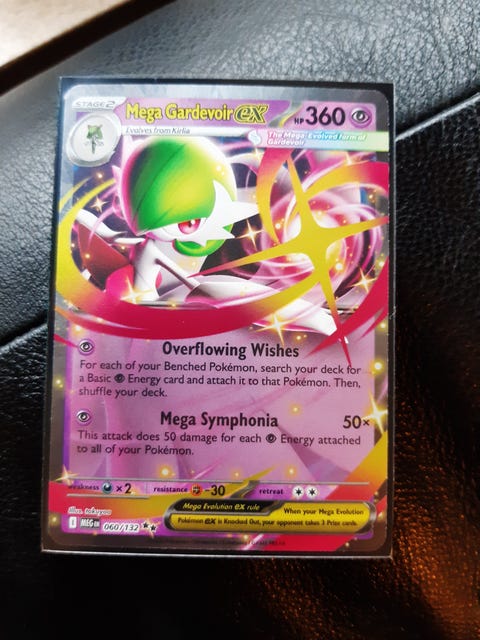 STAGE 2
Mega Gardevoir ex
HP 360
Evolves from Kirlia
The Mega-Evolved form of
Gardevoir
Overflowing Wishes
For each of your Benched Pokémon, search your deck for
a Basic Energy card and attach it to that Pokémon. Then,
shuffle your deck.
Mega Symphonia 50×
This attack does 50 damage for each Energy attached
to all of your Pokémon.
weakness ×2 resistance -30 retreat
Mega Evolution ex rule
When your Mega Evolution
Pokémon ex is Knocked Out, your opponent takes 3 Prize cards.
Illus. takuyoa
I MEG EN 060/132